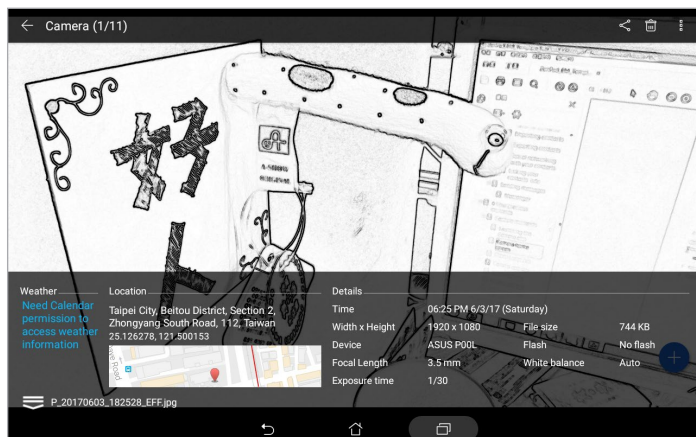 Camera (1/11)
好
Weather
Need Calendar
permission to
access weather
information
Location
Taipei City, Beitou District, Section 2,
Zhongyang South Road, 112, Taiwan
25.126278, 121.500153
Details
Time 06:25 PM 6/3/17 (Saturday)
Width x Height 1920 x 1080 File size 744 KB
Device ASUS P00L Flash No flash
Focal Length 3.5 mm White balance Auto
Exposure time 1/30
P_20170603_182528_EFF.jpg